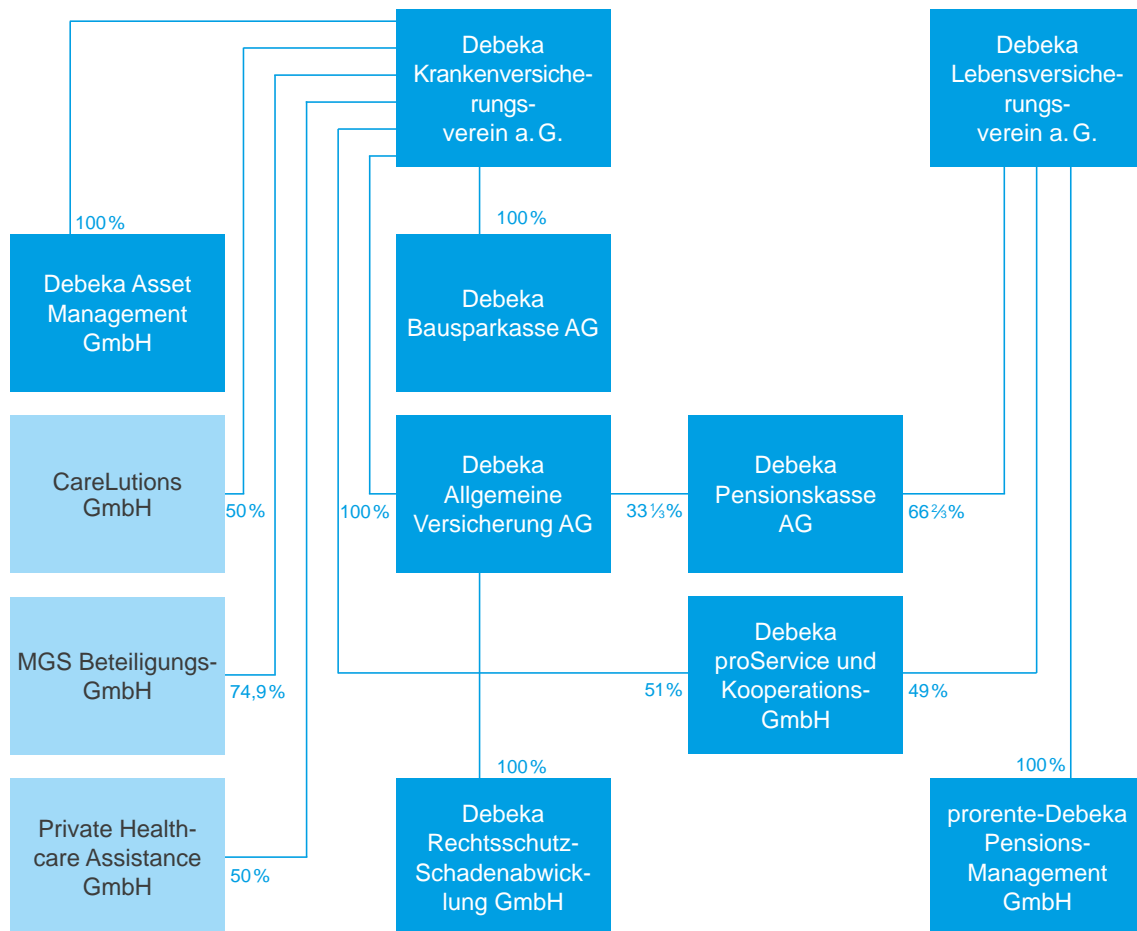 Debeka
Krankenversiche-
rungs-
verein a. G.
Debeka
Lebensversiche-
rungs-
verein a. G.
100 %
100 %
Debeka Asset
Management
GmbH
Debeka
Bausparkasse AG
CareLutions
GmbH
50 %
100 %
Debeka
Allgemeine
Versicherung AG
33 ⅓ %
Debeka
Pensionskasse
AG
66 ⅔ %
MGS Beteiligungs-
GmbH
74,9 %
51 %
Debeka
proService und
Kooperations-
GmbH
49 %
100 %
100 %
Private Health-
care Assistance
GmbH
50 %
Debeka
Rechtsschutz-
Schadenabwick-
lung GmbH
prorente-Debeka
Pensions-
Management
GmbH